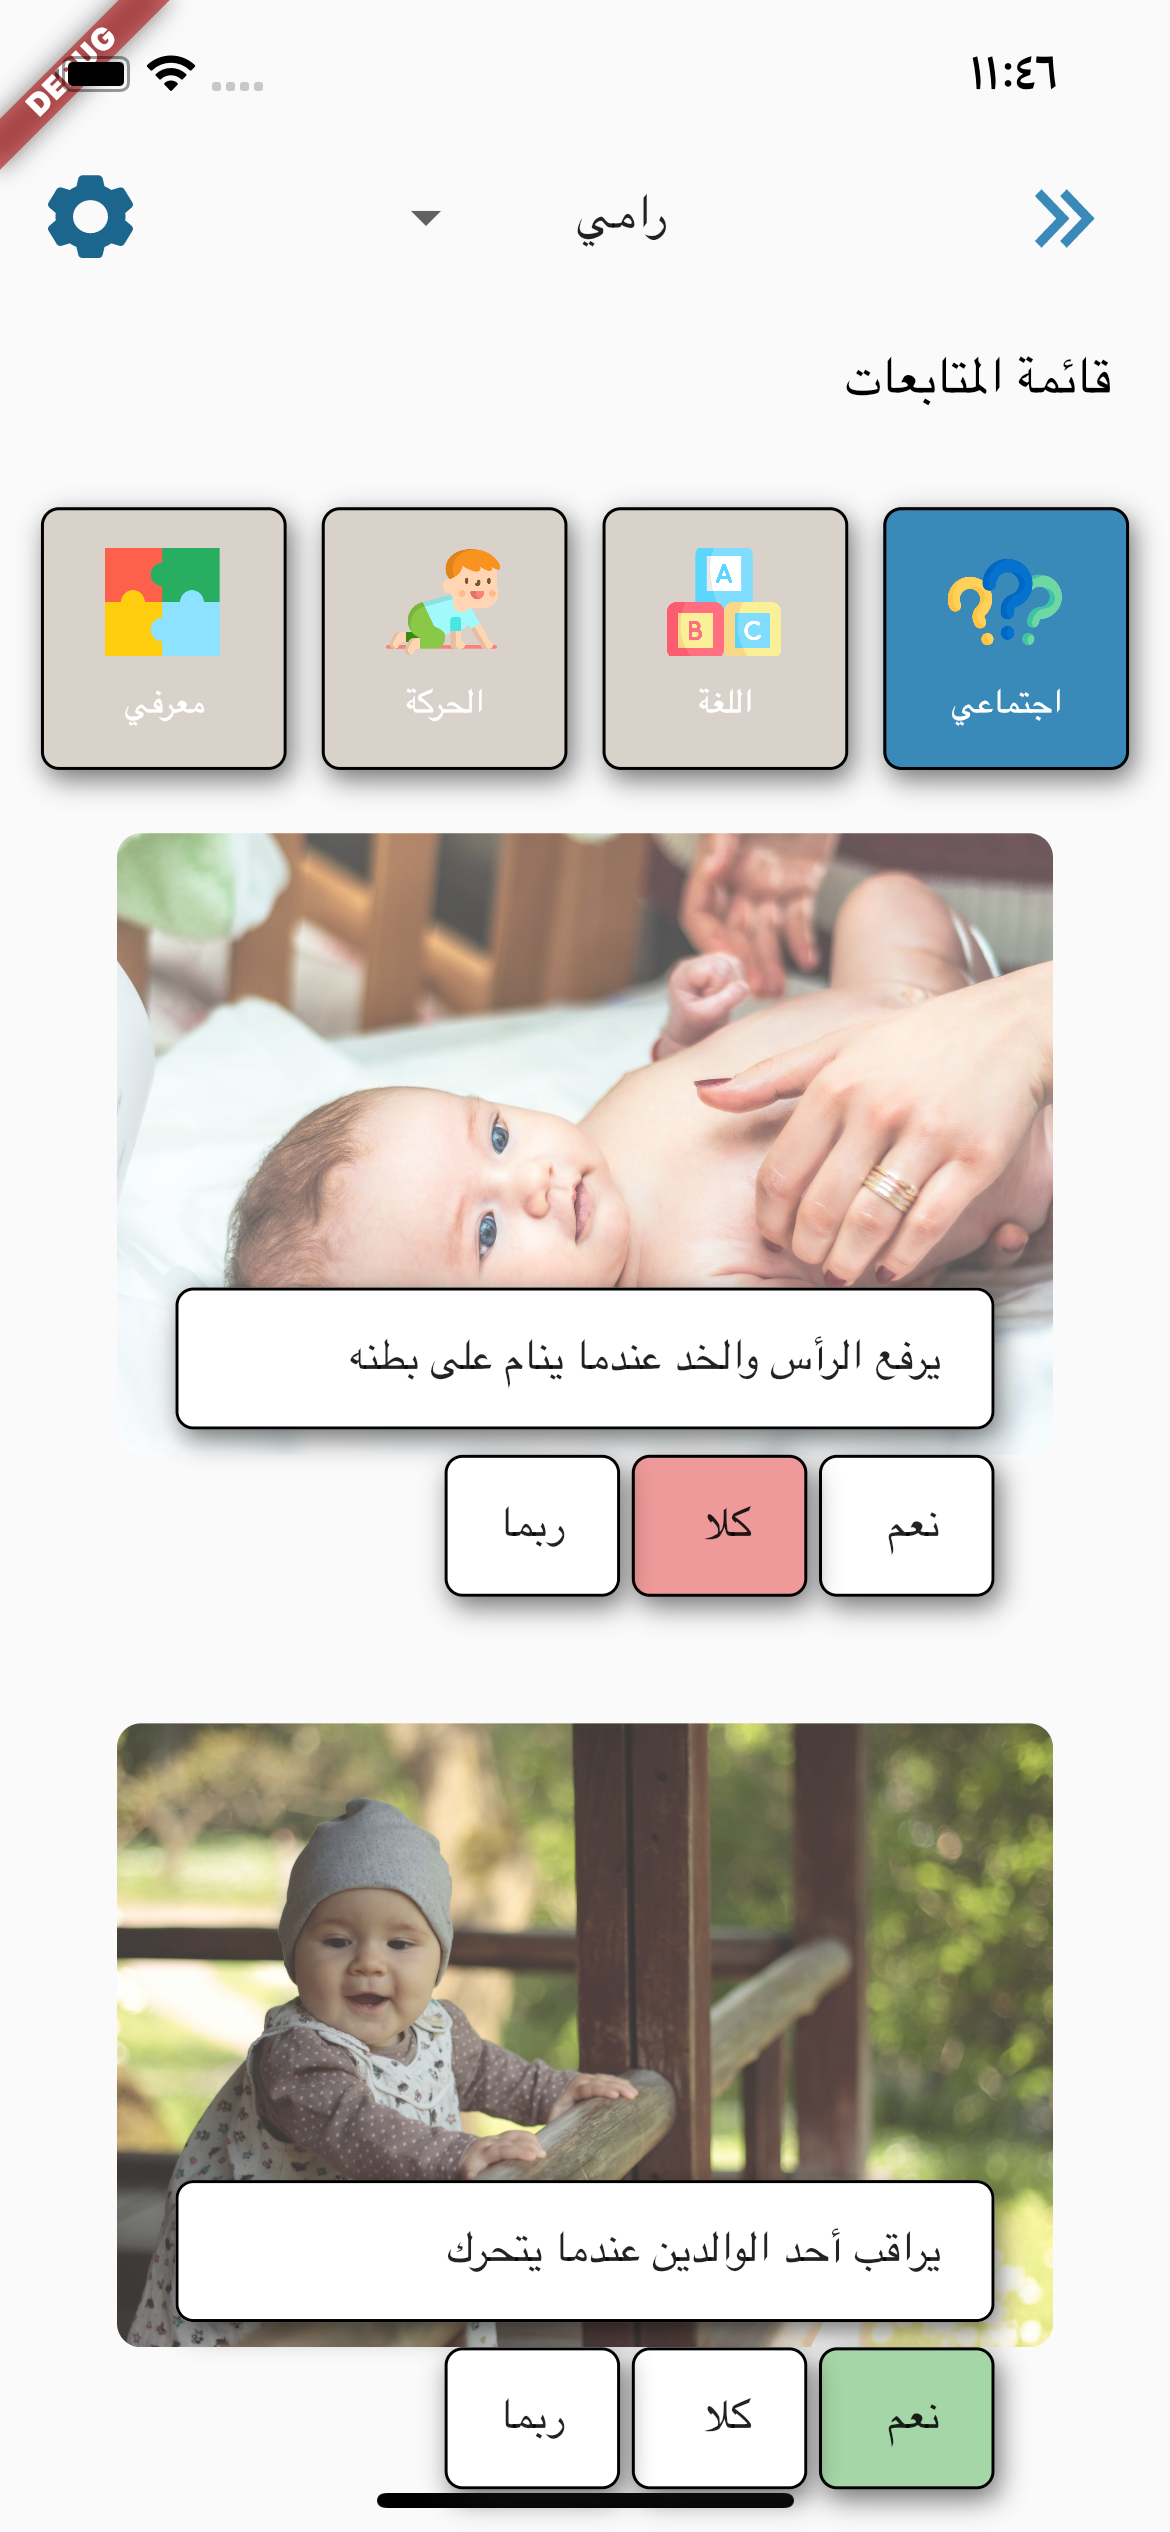 DEBUG
١١:٤٦
رامي
قائمة المتابعات
A
B C
اجتماعي اللغة الحركة معرفي
يرفع الرأس والخد عندما ينام على بطنه
نعم كلا ربما
يراقب أحد الوالدين عندما يتحرك
نعم كلا ربما